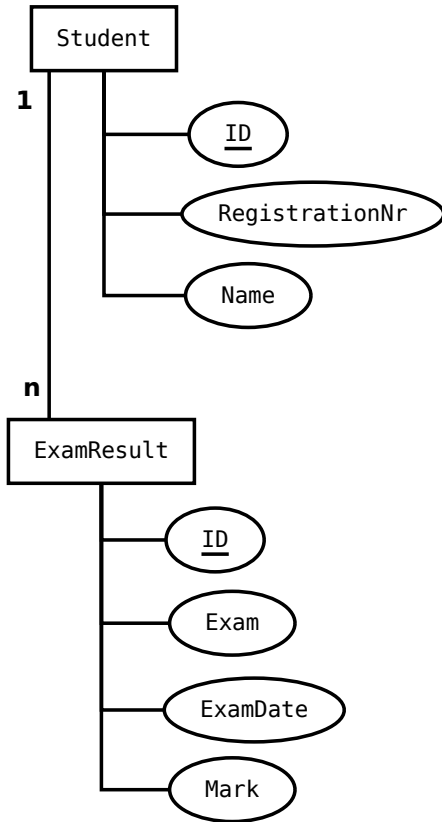 Student
1
ID
RegistrationNr
Name
n
ExamResult
ID
Exam
ExamDate
Mark